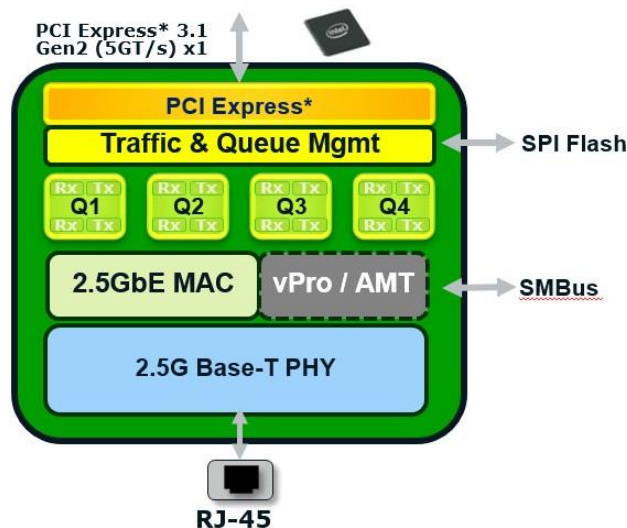 PCI Express* 3.1
Gen2 (5GT/s) x1
intel
PCI Express*
Traffic & Queue Mgmt
SPI Flash
Rx Tx Rx Tx Rx Tx Rx Tx
Q1 Q2 Q3 Q4
Rx Tx Rx Tx Rx Tx Rx Tx
2.5GbE MAC
vPro / AMT
SMBus
2.5G Base-T PHY
RJ-45